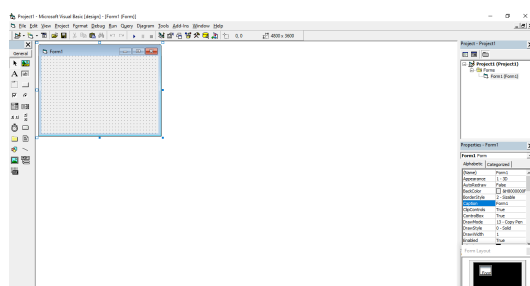 Project1 - Microsoft Visual Basic [design] - [Form1 (Form)]
File Edit View Project Format Debug Run Query Diagram Tools Add-Ins Window Help
0, 0
4800 x 3600
General
A
Form1
Project - Project1
Project1 (Project1)
Forms
Form1 (Form1)
Properties - Form1
Form1 Form
Alphabetic Categorized
(Name) Form1
Appearance 1 - 3D
AutoRedraw False
BackColor &H8000000F
BorderStyle 2 - Sizable
Caption Form1
ClipControls True
ControlBox True
DrawMode 13 - Copy Pen
DrawStyle 0 - Solid
DrawWidth 1
Enabled True
Form Layout